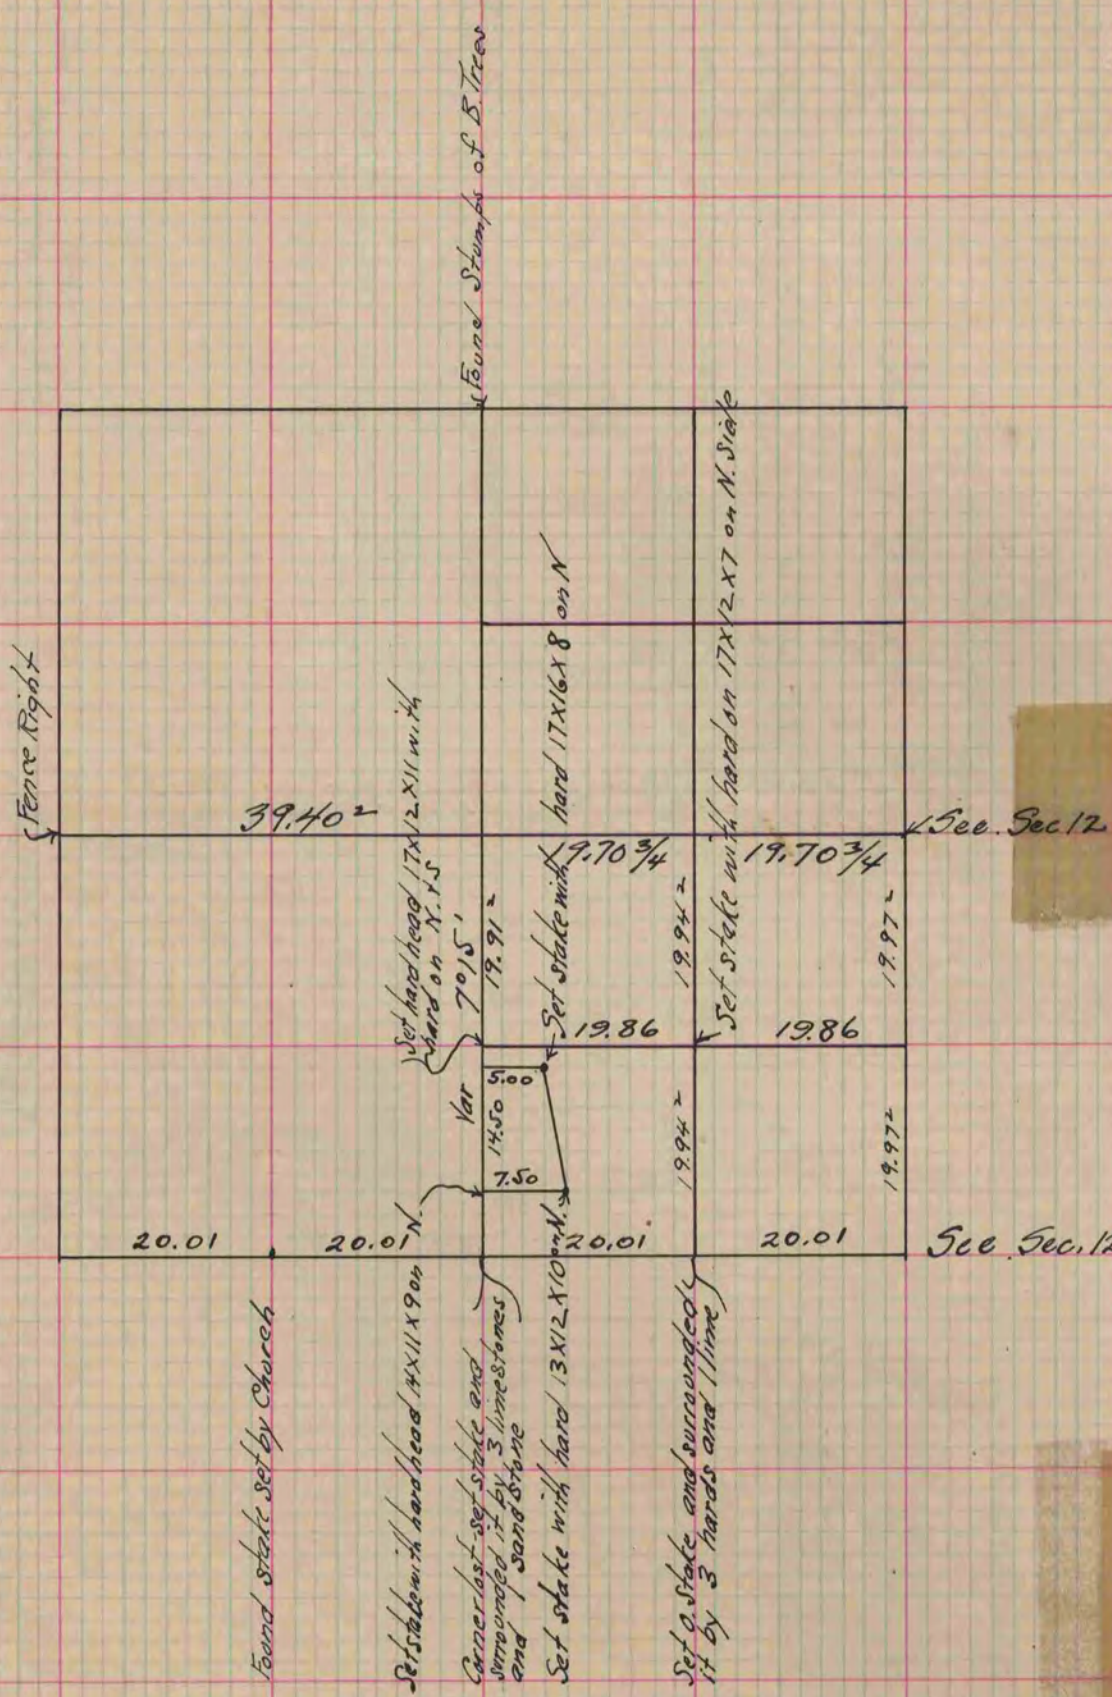 Found Stumps of B. Trees
Fence Right
Set hard head 17x12x11 with
hard on N. & S
Set stake with hard 17x16x8 on N
Set stake with hard on 17x12x7 on N. Side
39.40²
19.70 3/4
19.70 3/4
See. Sec 12
Var 7°15'
19.91²
19.94²
19.97²
19.86
19.86
5.00
14.50
7.50
19.94²
19.97²
20.01
20.01
20.01
20.01
See Sec. 12
Found stake set by Church
Set stake with hard head 14x11x9 on N.
Corner lost - set stake and
surrounded it by 3 limestones
and 1 sandstone
Set stake with hard 13x12x10 on N.
Set o. Stake and surrounded
it by 3 hards and 1 lime